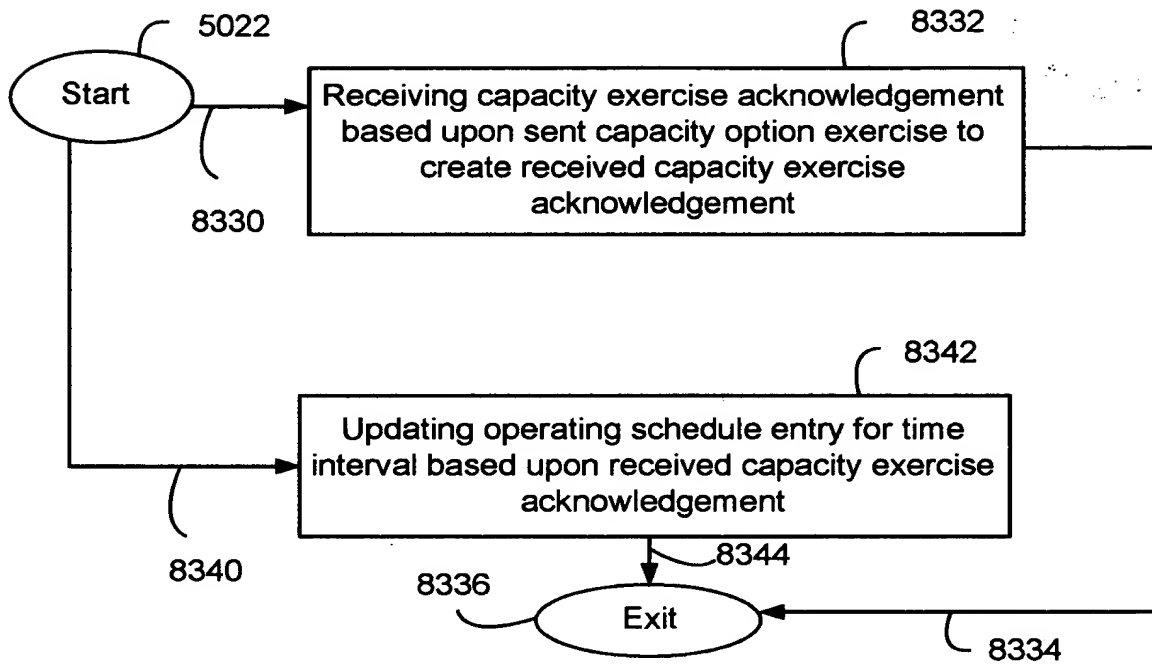 5022
8332
Start
Receiving capacity exercise acknowledgement
based upon sent capacity option exercise to
create received capacity exercise
acknowledgement
8330
8342
Updating operating schedule entry for time
interval based upon received capacity exercise
acknowledgement
8340
8344
8336
Exit
8334